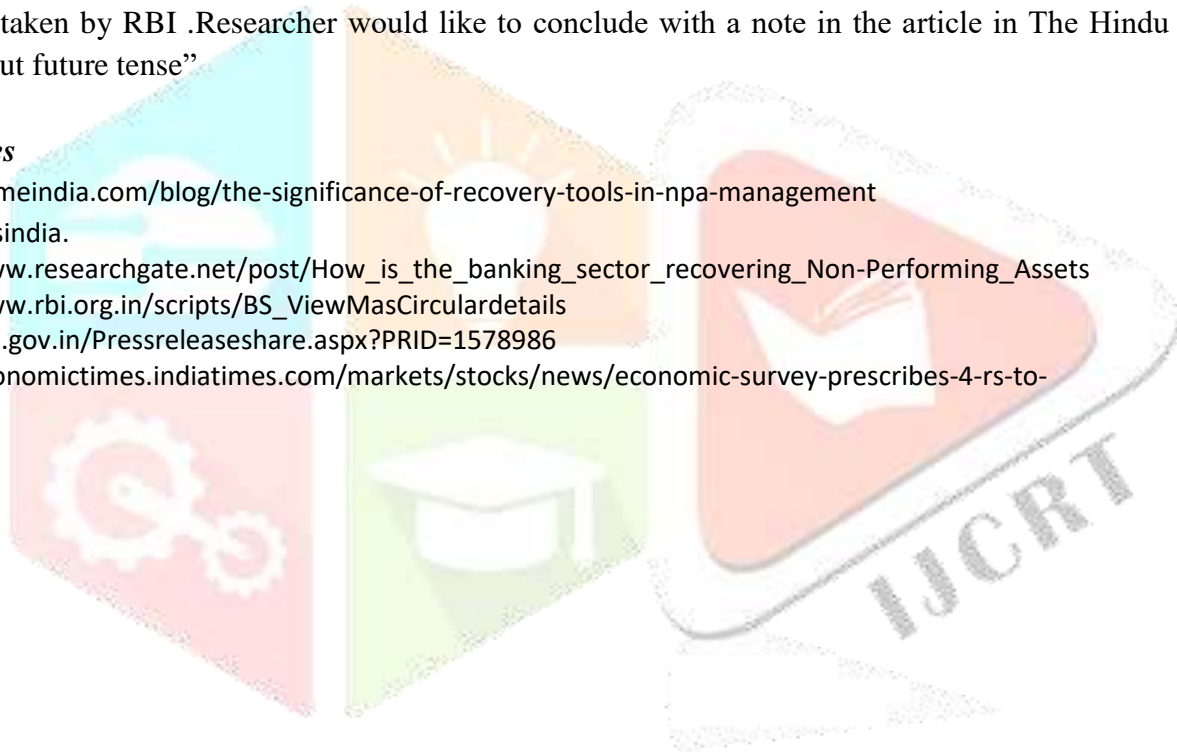 taken by RBI .Researcher would like to conclude with a note in the article in The Hindu
ut future tense”
es
meindia.com/blog/the-significance-of-recovery-tools-in-npa-management
sindia.
ww.researchgate.net/post/How_is_the_banking_sector_recovering_Non-Performing_Assets
ww.rbi.org.in/scripts/BS_ViewMasCirculardetails
.gov.in/Pressreleaseshare.aspx?PRID=1578986
onomictimes.indiatimes.com/markets/stocks/news/economic-survey-prescribes-4-rs-to-
IJCRT